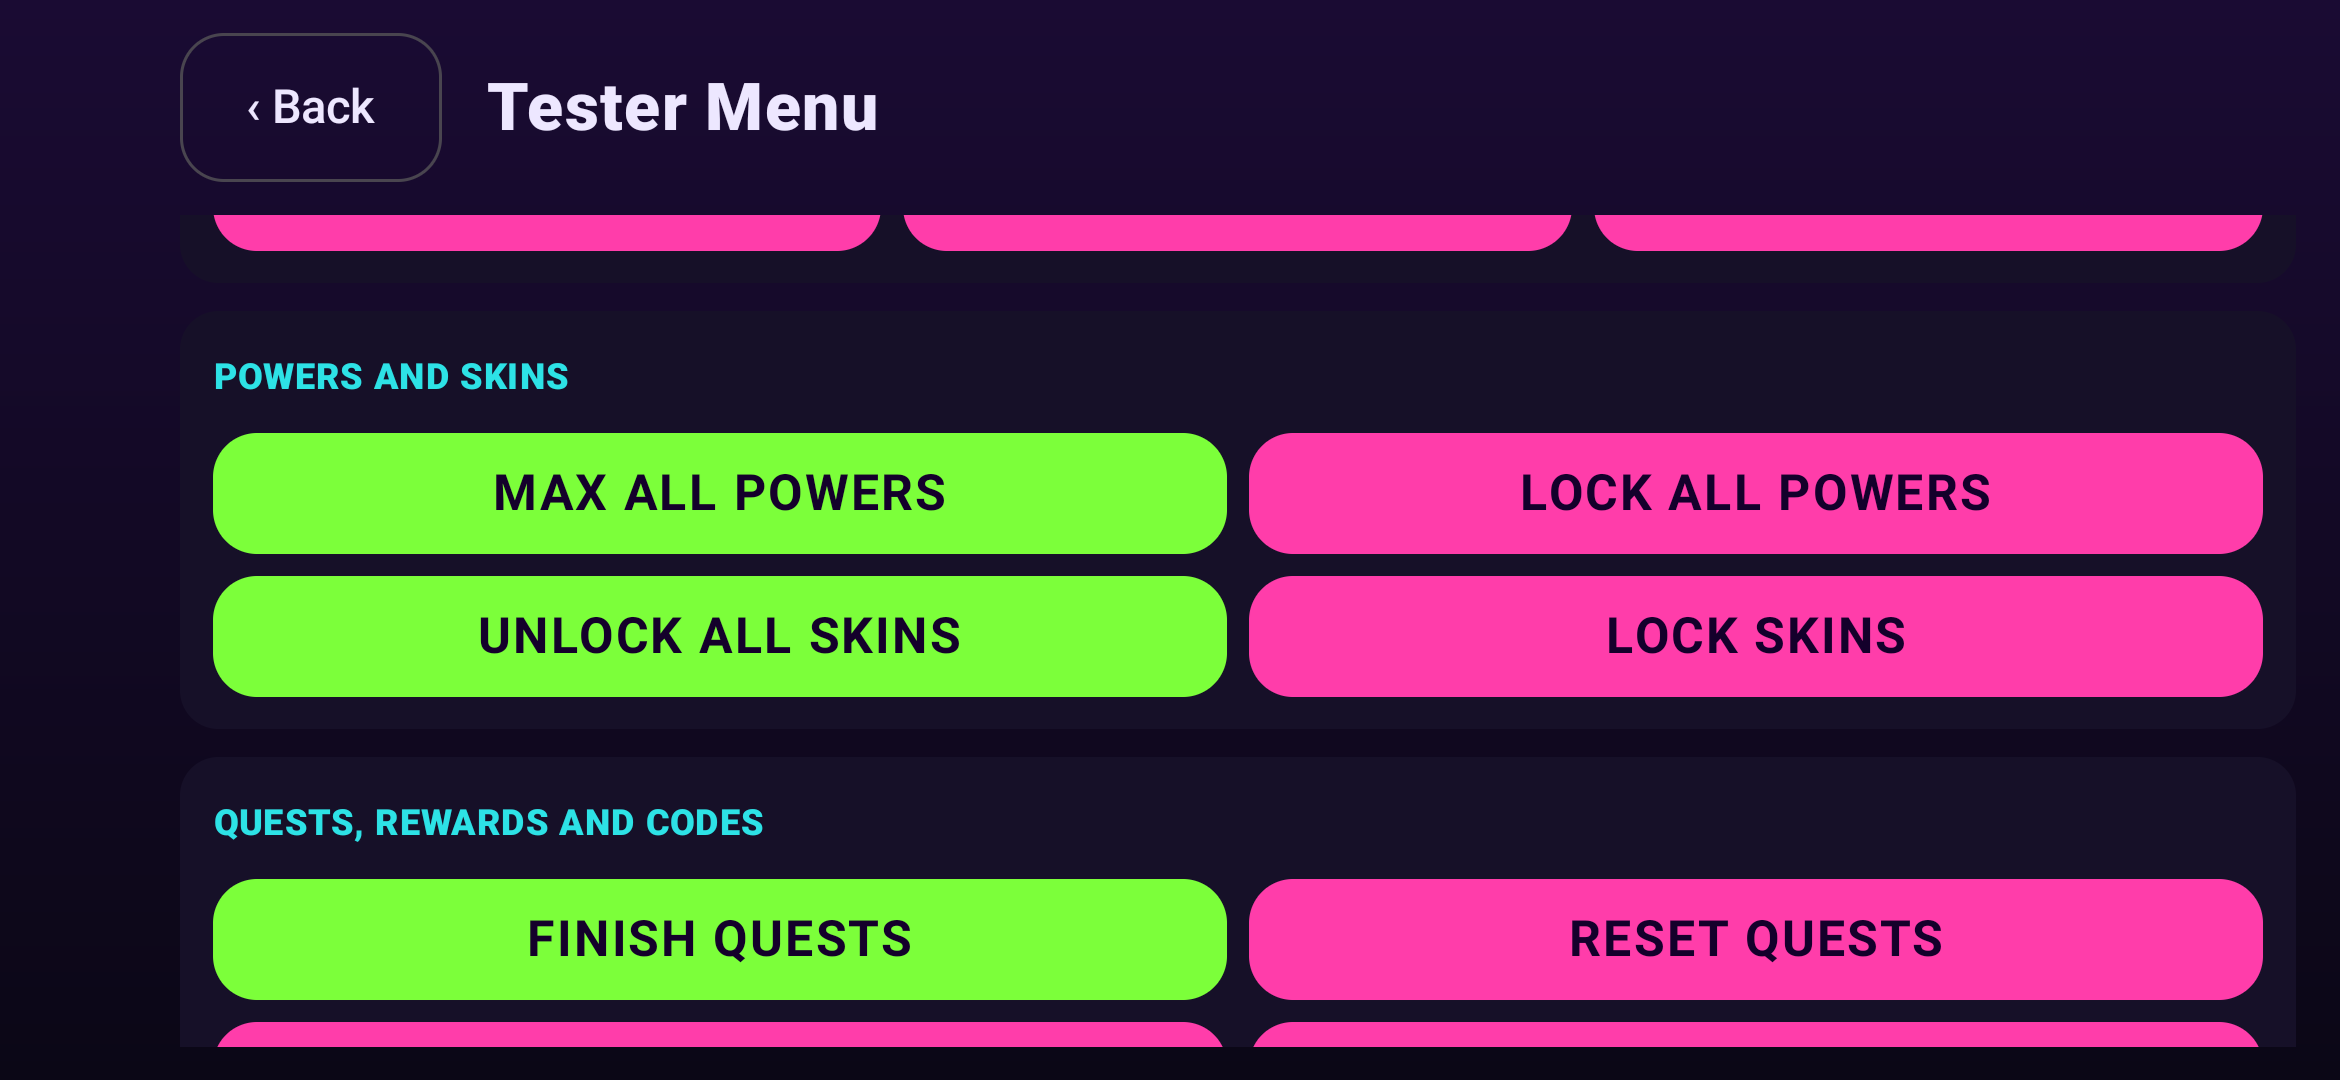 ‹ Back
Tester Menu
POWERS AND SKINS
MAX ALL POWERS
LOCK ALL POWERS
UNLOCK ALL SKINS
LOCK SKINS
QUESTS, REWARDS AND CODES
FINISH QUESTS
RESET QUESTS